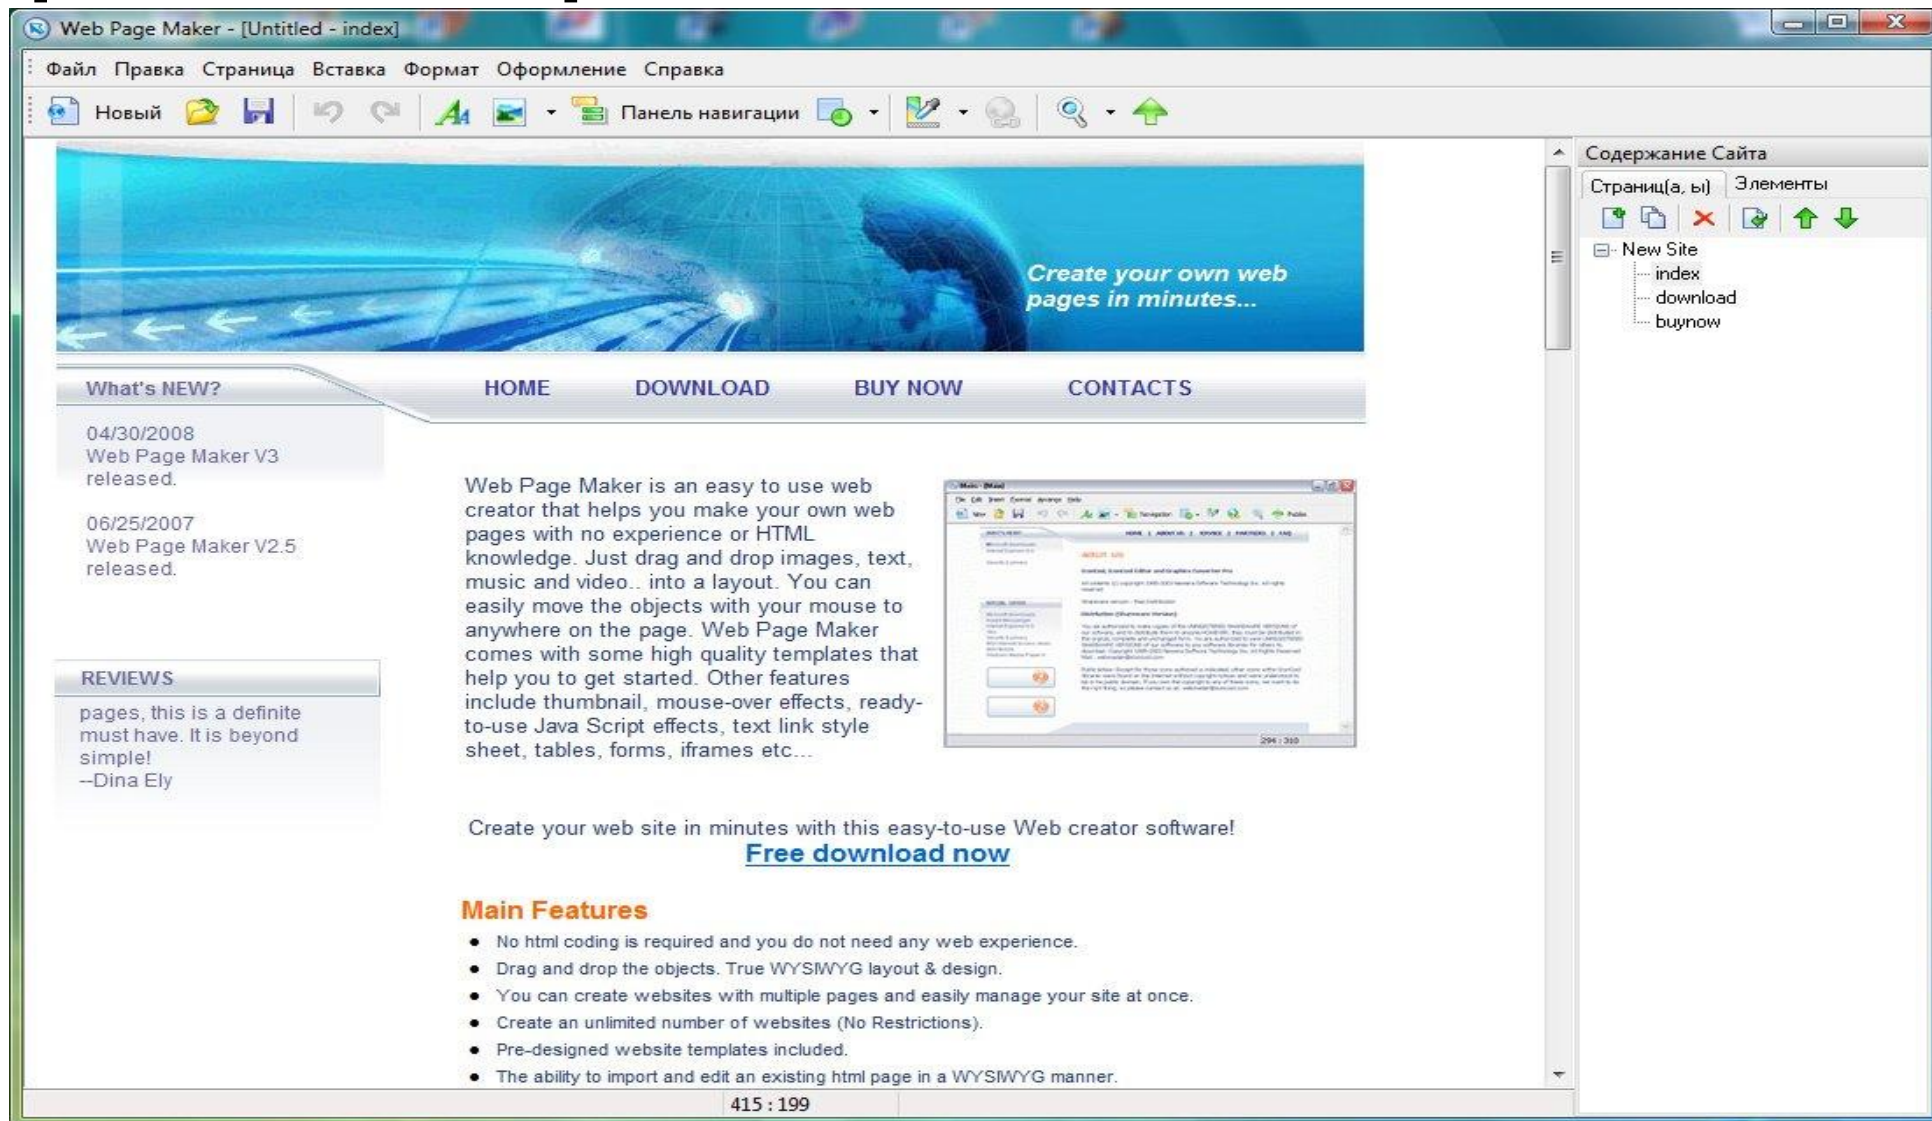 Web Page Maker - [Untitled - index]
Файл Правка Страница Вставка Формат Оформление Справка
Новый Панель навигации
Содержание Сайта
Страниц(а, ы) Элементы
New Site
index
download
buynow
Create your own web
pages in minutes...
What's NEW?
HOME DOWNLOAD BUY NOW CONTACTS
04/30/2008
Web Page Maker V3
released.
06/25/2007
Web Page Maker V2.5
released.
REVIEWS
pages, this is a definite
must have. It is beyond
simple!
--Dina Ely
Web Page Maker is an easy to use web
creator that helps you make your own web
pages with no experience or HTML
knowledge. Just drag and drop images, text,
music and video.. into a layout. You can
easily move the objects with your mouse to
anywhere on the page. Web Page Maker
comes with some high quality templates that
help you to get started. Other features
include thumbnail, mouse-over effects, ready-
to-use Java Script effects, text link style
sheet, tables, forms, iframes etc...
294 : 310
Create your web site in minutes with this easy-to-use Web creator software!
Free download now
Main Features
• No html coding is required and you do not need any web experience.
• Drag and drop the objects. True WYSIWYG layout & design.
• You can create websites with multiple pages and easily manage your site at once.
• Create an unlimited number of websites (No Restrictions).
• Pre-designed website templates included.
• The ability to import and edit an existing html page in a WYSIWYG manner.
415 : 199